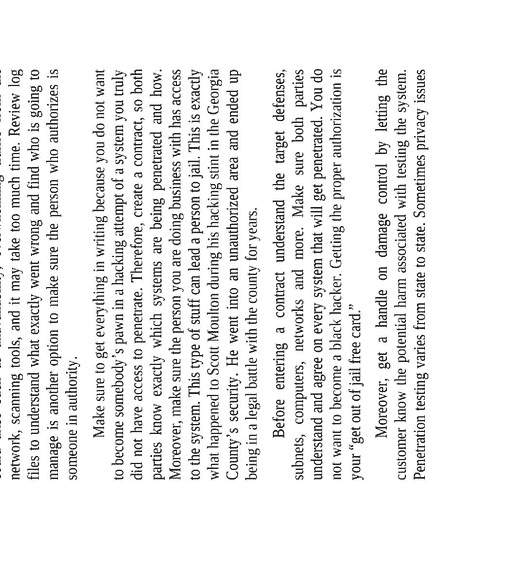 network, scanning tools, and it may take too much time. Review log
files to understand what exactly went wrong and find who is going to
manage is another option to make sure the person who authorizes is
someone in authority.
Make sure to get everything in writing because you do not want
to become somebody's pawn in a hacking attempt of a system you truly
did not have access to penetrate. Therefore, create a contract, so both
parties know exactly which systems are being penetrated and how.
Moreover, make sure the person you are doing business with has access
to the system. This type of stuff can lead a person to jail. This is exactly
what happened to Scott Moulton during his hacking stint in the Georgia
County's security. He went into an unauthorized area and ended up
being in a legal battle with the county for years.
Before entering a contract understand the target defenses,
subnets, computers, networks and more. Make sure both parties
understand and agree on every system that will get penetrated. You do
not want to become a black hacker. Getting the proper authorization is
your "get out of jail free card."
Moreover, get a handle on damage control by letting the
customer know the potential harm associated with testing the system.
Penetration testing varies from state to state. Sometimes privacy issues